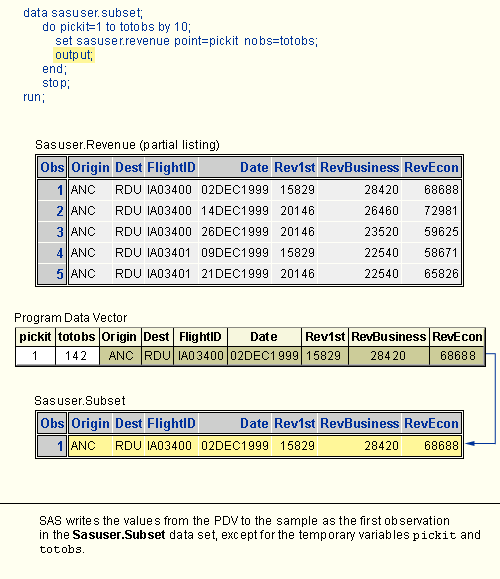 data sasuser.subset;
do pickit=1 to totobs by 10;
set sasuser.revenue point=pickit nobs=totobs;
output;
end;
stop;
run;
Sasuser.Revenue (partial listing)
Obs Origin Dest FlightID Date Rev1st RevBusiness RevEcon
1 ANC RDU IA03400 02DEC1999 15829 28420 68688
2 ANC RDU IA03400 14DEC1999 20146 26460 72981
3 ANC RDU IA03400 26DEC1999 20146 23520 59625
4 ANC RDU IA03401 09DEC1999 15829 22540 58671
5 ANC RDU IA03401 21DEC1999 20146 22540 65826
Program Data Vector
pickit totobs Origin Dest FlightID Date Rev1st RevBusiness RevEcon
1 142 ANC RDU IA03400 02DEC1999 15829 28420 68688
Sasuser.Subset
Obs Origin Dest FlightID Date Rev1st RevBusiness RevEcon
1 ANC RDU IA03400 02DEC1999 15829 28420 68688
SAS writes the values from the PDV to the sample as the first observation
in the Sasuser.Subset data set, except for the temporary variables pickit and
totobs.